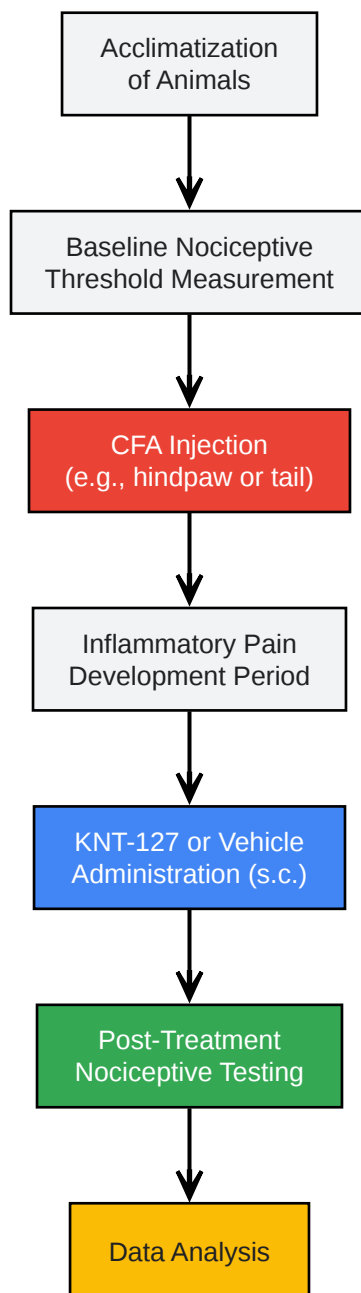 Acclimatization
of Animals
Baseline Nociceptive
Threshold Measurement
CFA Injection
(e.g., hindpaw or tail)
Inflammatory Pain
Development Period
KNT-127 or Vehicle
Administration (s.c.)
Post-Treatment
Nociceptive Testing
Data Analysis